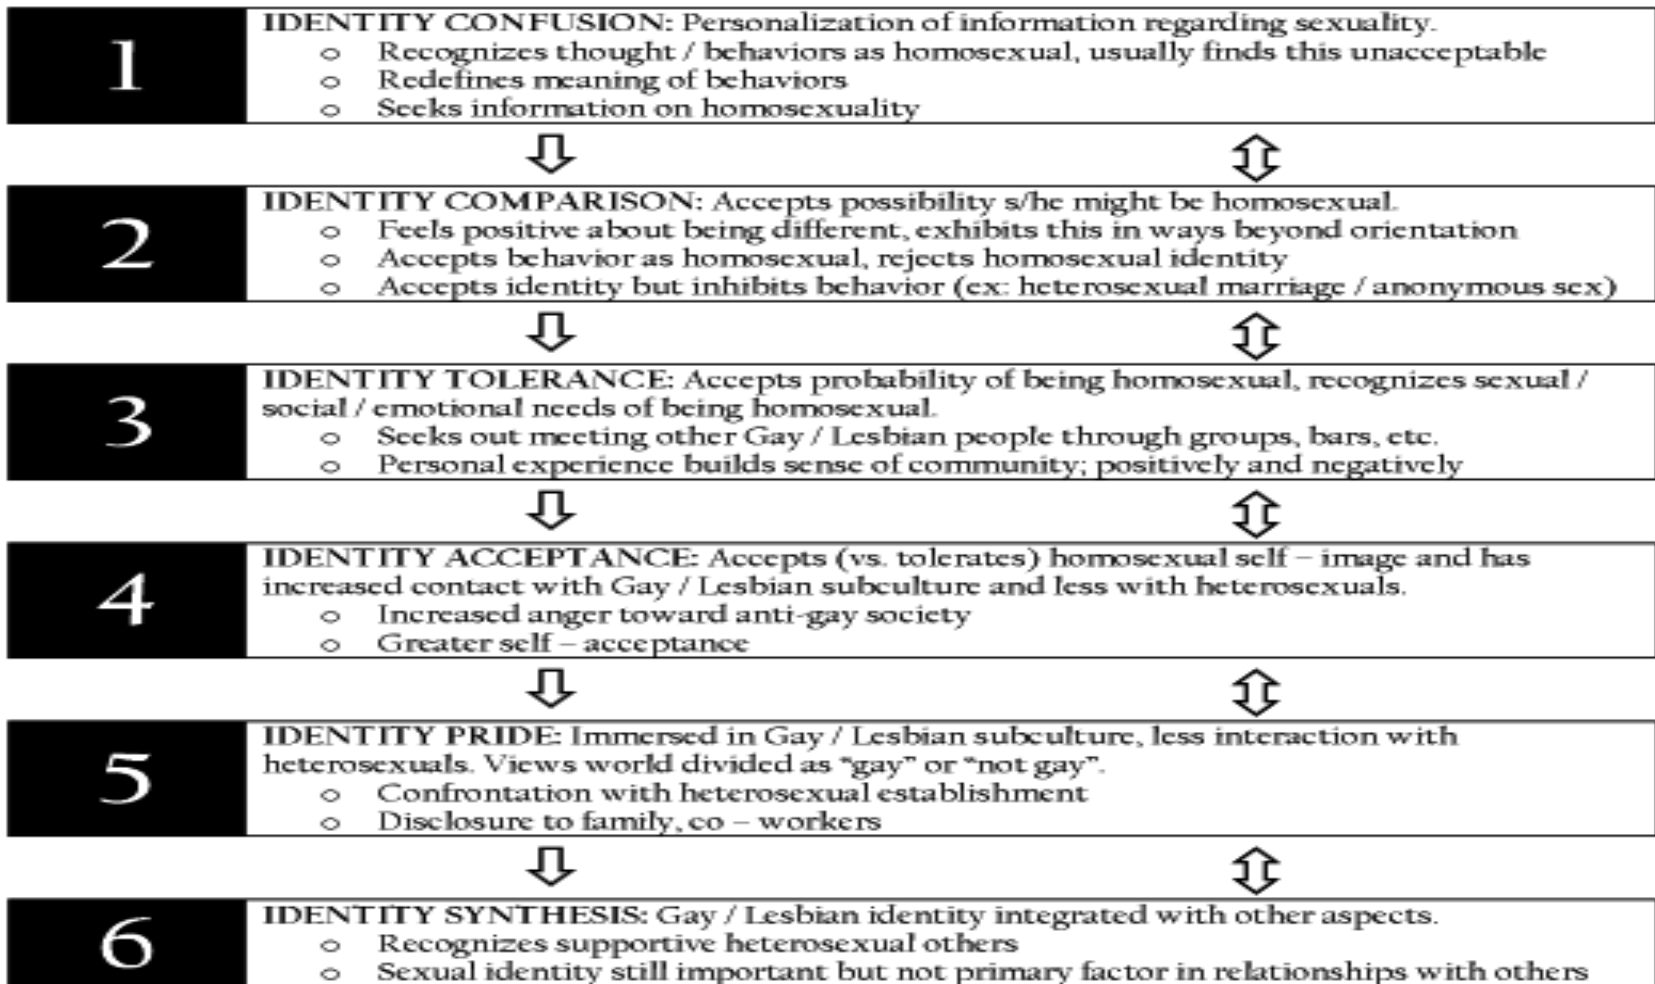 1
IDENTITY CONFUSION: Personalization of information regarding sexuality.
o Recognizes thought / behaviors as homosexual, usually finds this unacceptable
o Redefines meaning of behaviors
o Seeks information on homosexuality
2
IDENTITY COMPARISON: Accepts possibility s/he might be homosexual.
o Feels positive about being different, exhibits this in ways beyond orientation
o Accepts behavior as homosexual, rejects homosexual identity
o Accepts identity but inhibits behavior (ex: heterosexual marriage / anonymous sex)
3
IDENTITY TOLERANCE: Accepts probability of being homosexual, recognizes sexual /
social / emotional needs of being homosexual.
o Seeks out meeting other Gay / Lesbian people through groups, bars, etc.
o Personal experience builds sense of community; positively and negatively
4
IDENTITY ACCEPTANCE: Accepts (vs. tolerates) homosexual self – image and has
increased contact with Gay / Lesbian subculture and less with heterosexuals.
o Increased anger toward anti-gay society
o Greater self – acceptance
5
IDENTITY PRIDE: Immersed in Gay / Lesbian subculture, less interaction with
heterosexuals. Views world divided as “gay” or “not gay”.
o Confrontation with heterosexual establishment
o Disclosure to family, co – workers
6
IDENTITY SYNTHESIS: Gay / Lesbian identity integrated with other aspects.
o Recognizes supportive heterosexual others
o Sexual identity still important but not primary factor in relationships with others